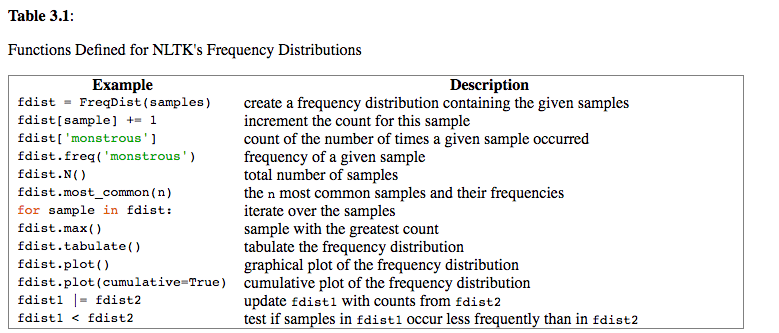 Table 3.1:
Functions Defined for NLTK's Frequency Distributions
Example Description
fdist = FreqDist(samples) create a frequency distribution containing the given samples
fdist[sample] += 1 increment the count for this sample
fdist['monstrous'] count of the number of times a given sample occurred
fdist.freq('monstrous') frequency of a given sample
fdist.N() total number of samples
fdist.most_common(n) the n most common samples and their frequencies
for sample in fdist: iterate over the samples
fdist.max() sample with the greatest count
fdist.tabulate() tabulate the frequency distribution
fdist.plot() graphical plot of the frequency distribution
fdist.plot(cumulative=True) cumulative plot of the frequency distribution
fdist1 |= fdist2 update fdist1 with counts from fdist2
fdist1 < fdist2 test if samples in fdist1 occur less frequently than in fdist2